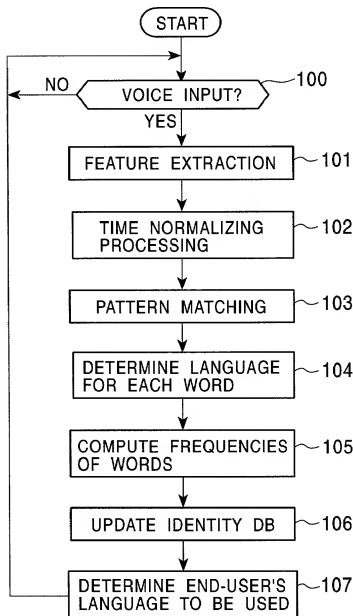 START
NO
VOICE INPUT?
100
YES
FEATURE EXTRACTION
101
TIME NORMALIZING
PROCESSING
102
PATTERN MATCHING
103
DETERMINE LANGUAGE
FOR EACH WORD
104
COMPUTE FREQUENCIES
OF WORDS
105
UPDATE IDENTITY DB
106
DETERMINE END-USER'S
LANGUAGE TO BE USED
107